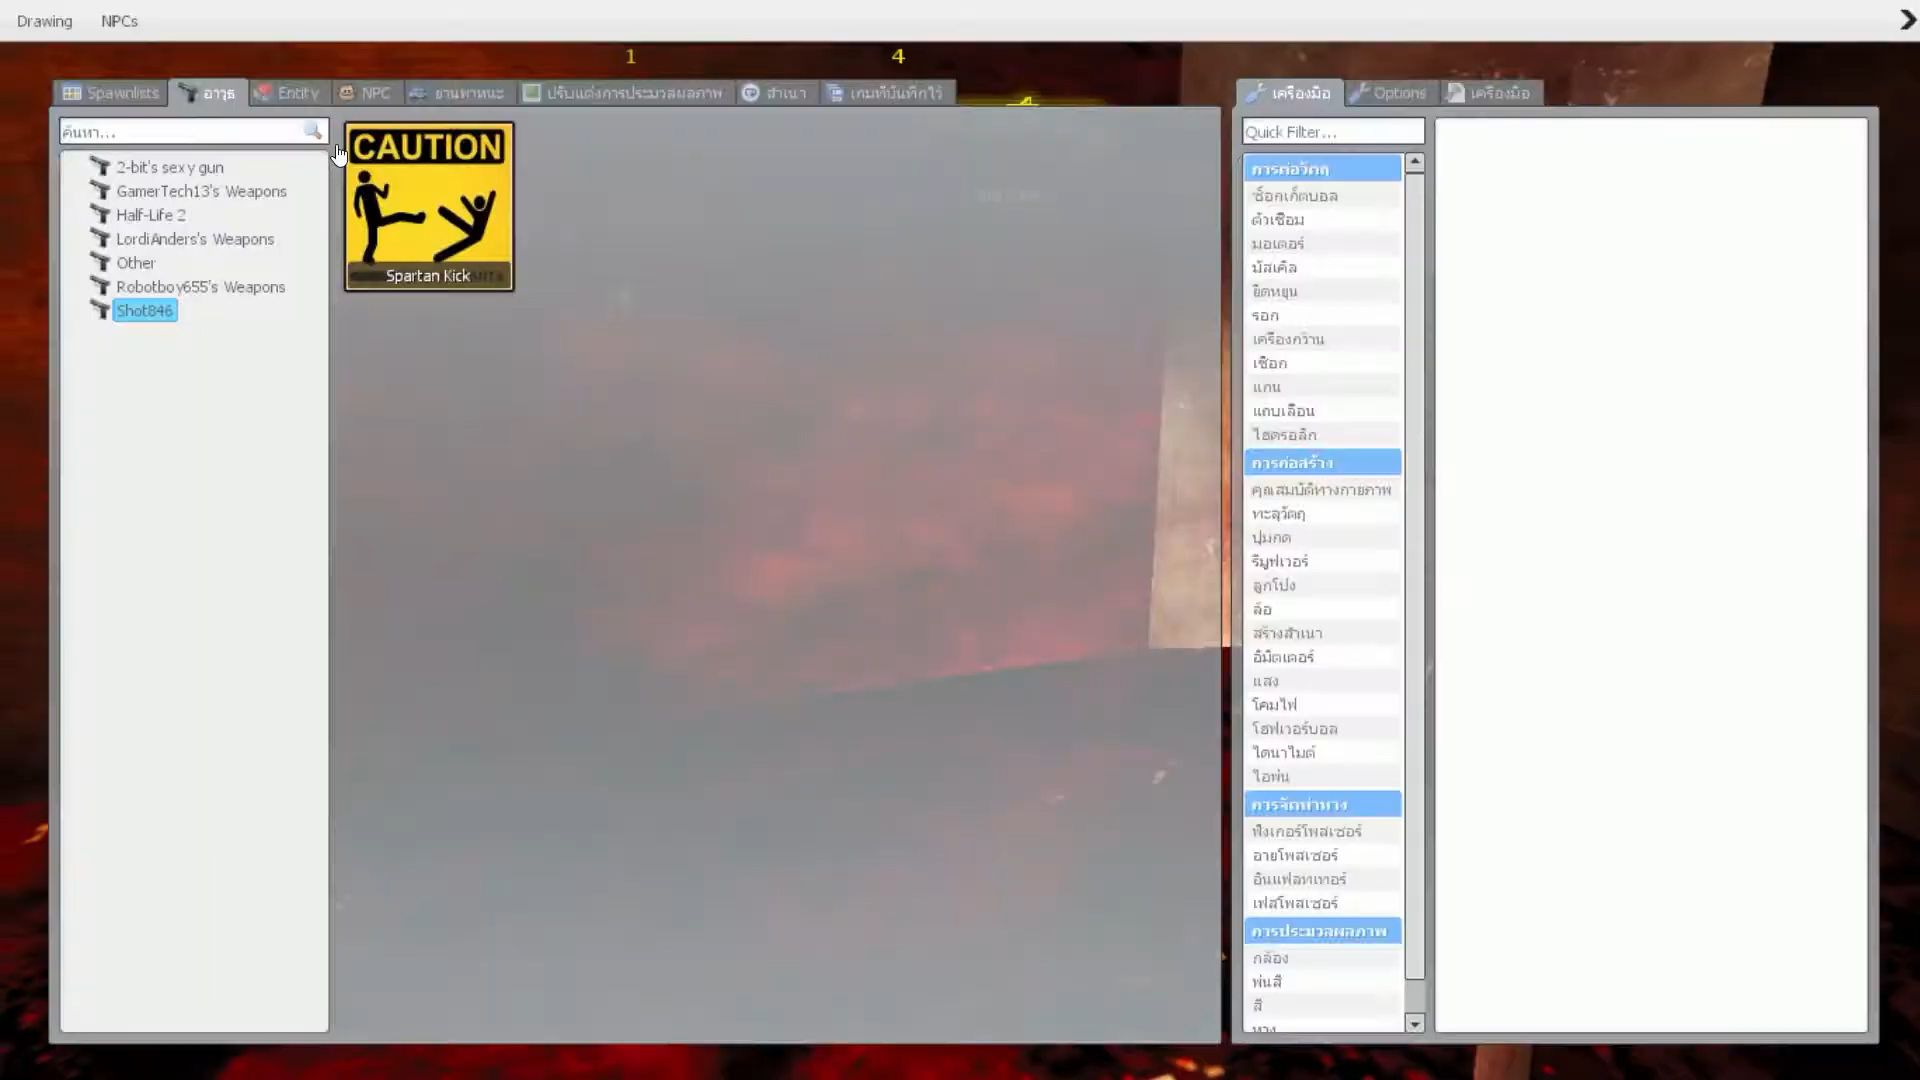 Drawing NPCs
1 4
Spawnlists อาวุธ Entity NPC ยานพาหนะ ปรับแต่งการประมวลผลภาพ สำเนา เกมที่บันทึกไว้
เครื่องมือ Options เครื่องมือ
ค้นหา...
2-bit's sexy gun
GamerTech13's Weapons
Half-Life 2
LordiAnders's Weapons
Other
Robotboy655's Weapons
Shot846
CAUTION
Spartan Kick
Quick Filter...
การต่อวัตถุ
ซ็อกเก็ตบอล
ตัวเชื่อม
มอเตอร์
มัสเคิล
ยืดหยุ่น
รอก
เครื่องกว้าน
เชือก
แกน
แถบเลื่อน
ไฮดรอลิก
การก่อสร้าง
คุณสมบัติทางกายภาพ
ทะลุวัตถุ
ปุ่มกด
รีมูฟเวอร์
ลูกโป่ง
ล้อ
สร้างสำเนา
อิมิตเตอร์
แสง
โคมไฟ
โฮฟเวอร์บอล
ไดนาไมต์
ไอพ่น
การจัดท่าทาง
ฟิงเกอร์โพสเซอร์
อายโพสเซอร์
อินแฟลทเทอร์
เฟสโพสเซอร์
การประมวลผลภาพ
กล้อง
พ่นสี
สี